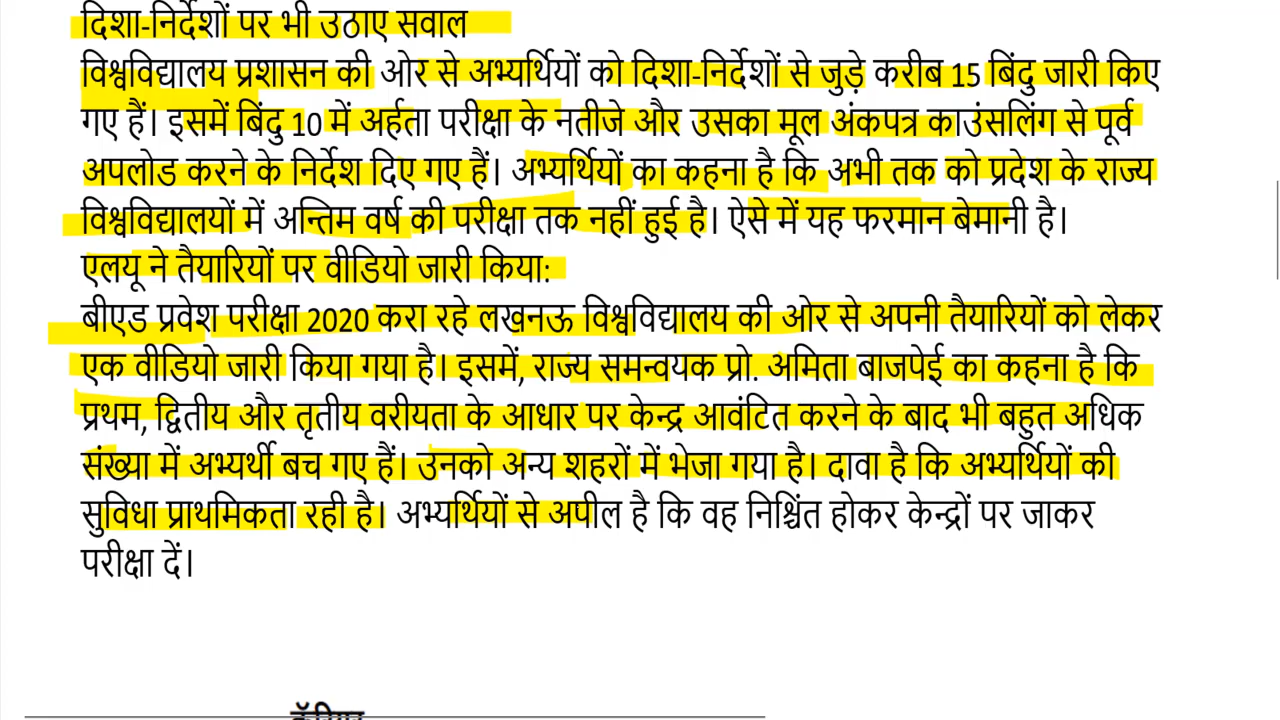 दिशा-निर्देशों पर भी उठाए सवाल
विश्वविद्यालय प्रशासन की ओर से अभ्यर्थियों को दिशा-निर्देशों से जुड़े करीब 15 बिंदु जारी किए
गए हैं। इसमें बिंदु 10 में अर्हता परीक्षा के नतीजे और उसका मूल अंकपत्र काउंसलिंग से पूर्व
अपलोड करने के निर्देश दिए गए हैं। अभ्यर्थियों का कहना है कि अभी तक को प्रदेश के राज्य
विश्वविद्यालयों में अन्तिम वर्ष की परीक्षा तक नहीं हुई है। ऐसे में यह फरमान बेमानी है।
एलयू ने तैयारियों पर वीडियो जारी किया:
बीएड प्रवेश परीक्षा 2020 करा रहे लखनऊ विश्वविद्यालय की ओर से अपनी तैयारियों को लेकर
एक वीडियो जारी किया गया है। इसमें, राज्य समन्वयक प्रो. अमिता बाजपेई का कहना है कि
प्रथम, द्वितीय और तृतीय वरीयता के आधार पर केन्द्र आवंटित करने के बाद भी बहुत अधिक
संख्या में अभ्यर्थी बच गए हैं। उनको अन्य शहरों में भेजा गया है। दावा है कि अभ्यर्थियों की
सुविधा प्राथमिकता रही है। अभ्यर्थियों से अपील है कि वह निश्चिंत होकर केन्द्रों पर जाकर
परीक्षा दें।